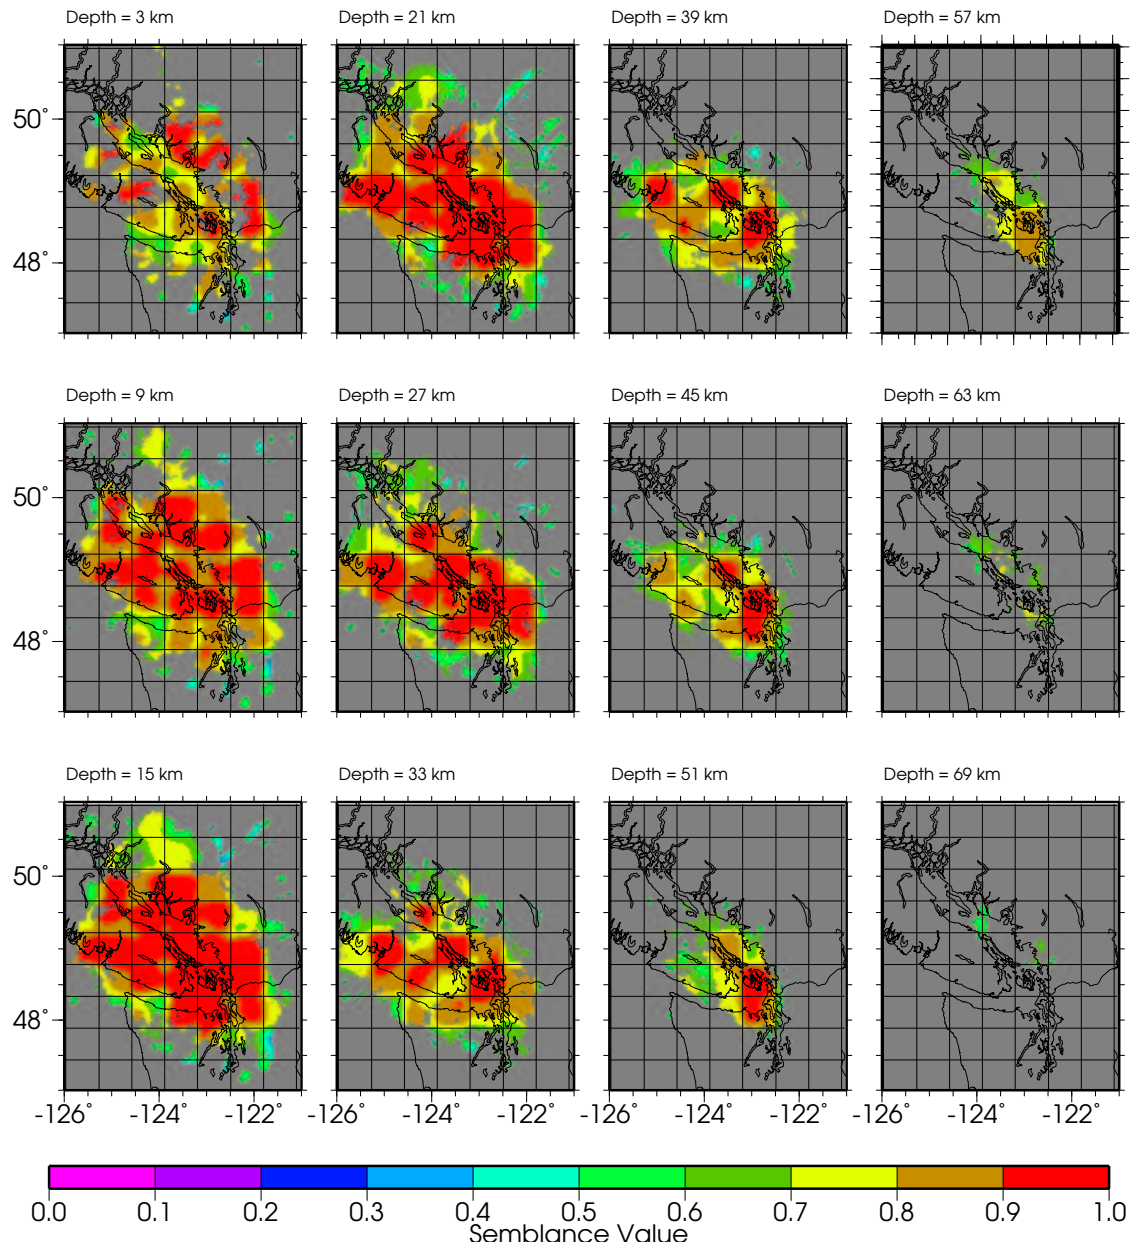 Depth = 3 km
Depth = 21 km
Depth = 39 km
Depth = 57 km
50°
48°
Depth = 9 km
Depth = 27 km
Depth = 45 km
Depth = 63 km
50°
48°
Depth = 15 km
Depth = 33 km
Depth = 51 km
Depth = 69 km
50°
48°
-126° -124° -122° -126° -124° -122° -126° -124° -122° -126° -124° -122°
0.0 0.1 0.2 0.3 0.4 0.5 0.6 0.7 0.8 0.9 1.0
Semblance Value